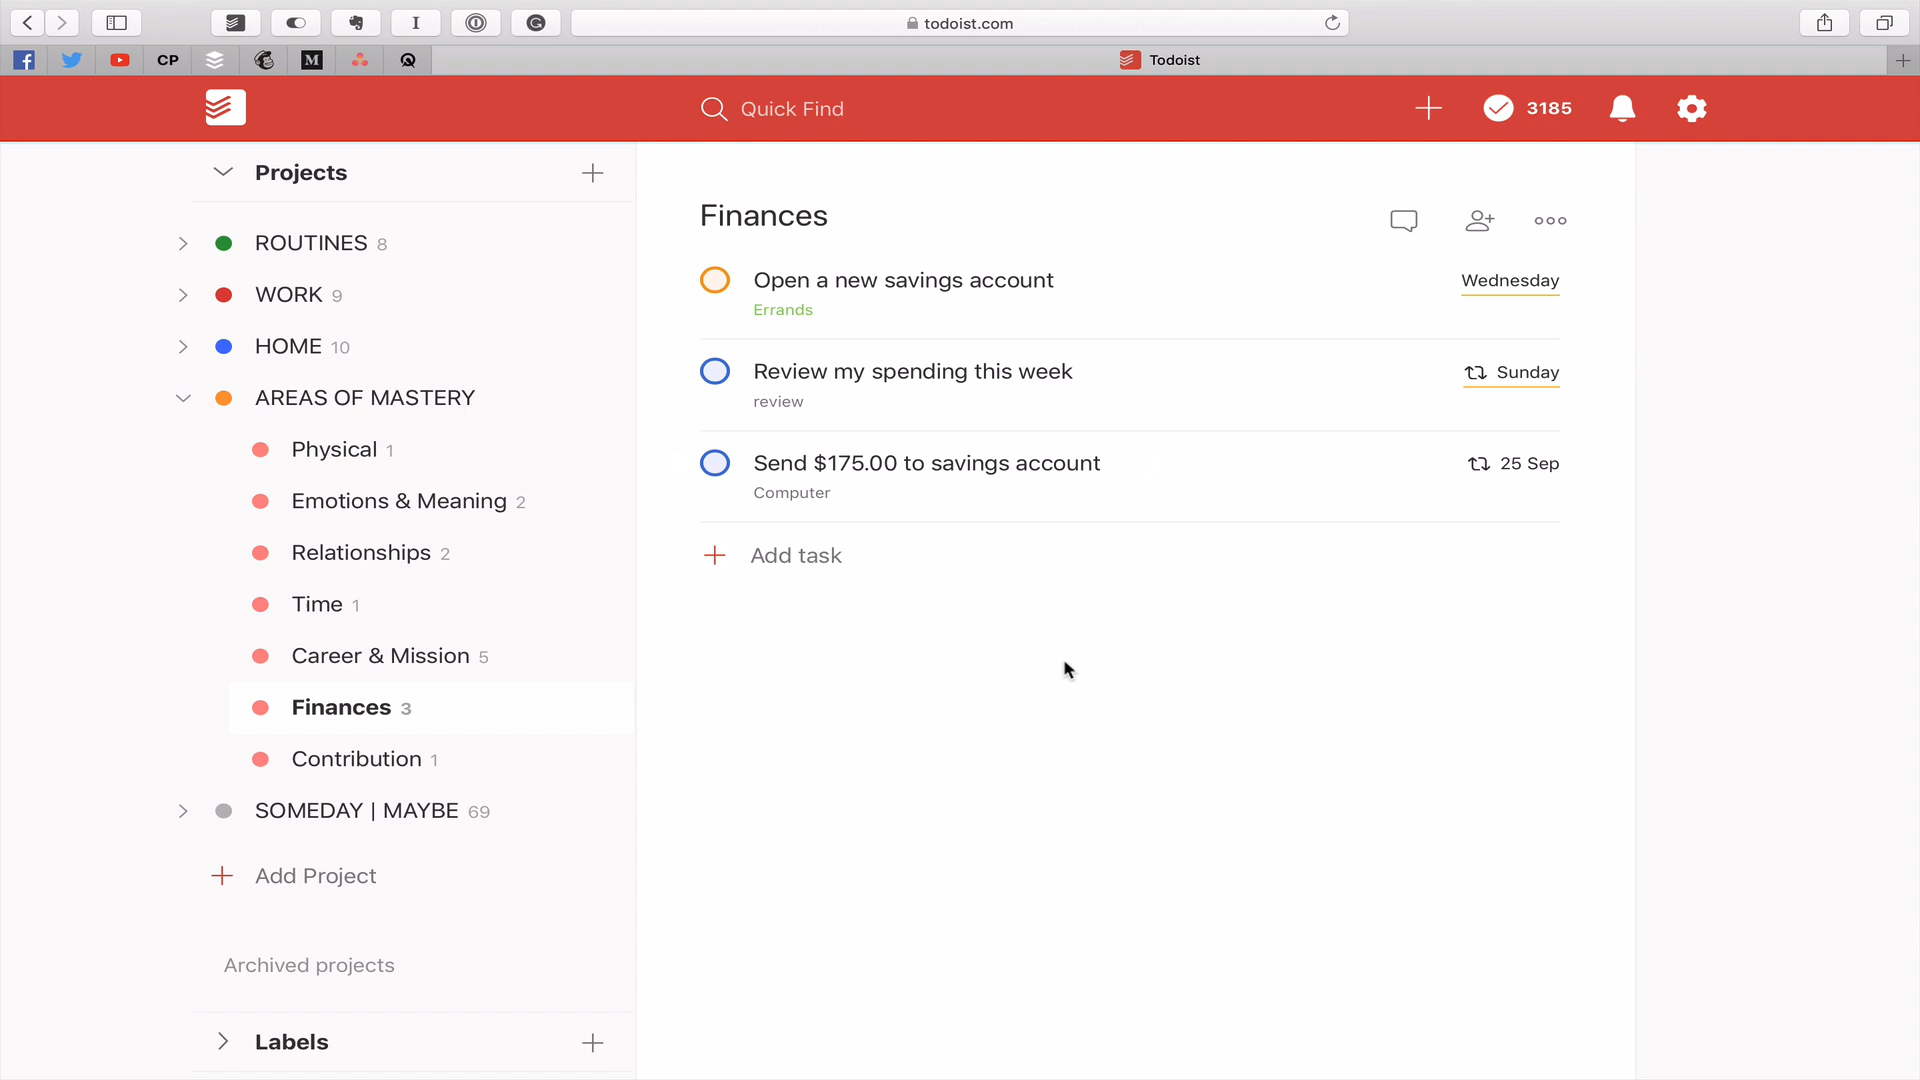 todoist.com
CP
M
Todoist
Quick Find
3185
Projects
ROUTINES 8
WORK 9
HOME 10
AREAS OF MASTERY
Physical 1
Emotions & Meaning 2
Relationships 2
Time 1
Career & Mission 5
Finances 3
Contribution 1
SOMEDAY | MAYBE 69
Add Project
Archived projects
Labels
Finances
Open a new savings account
Wednesday
Errands
Review my spending this week
Sunday
review
Send $175.00 to savings account
25 Sep
Computer
Add task